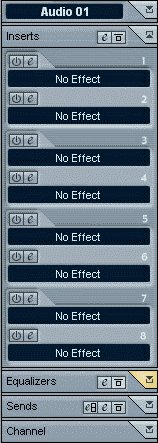 Audio 01
Inserts e
e 1
No Effect
e 2
No Effect
e 3
No Effect
e 4
No Effect
e 5
No Effect
e 6
No Effect
e 7
No Effect
e 8
No Effect
Equalizers e
Sends e
Channel